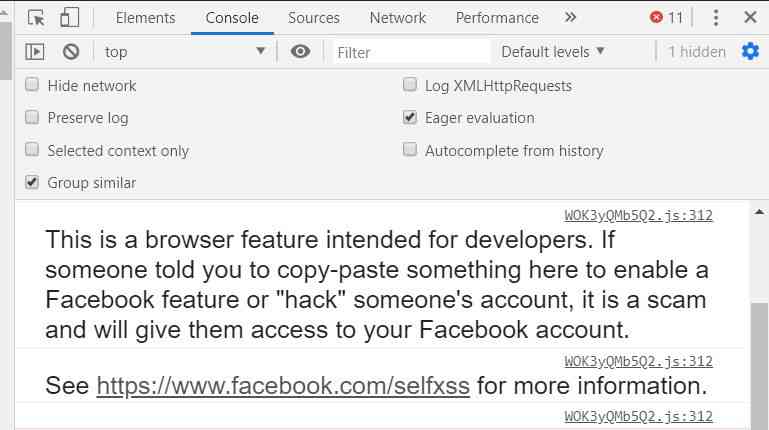 Elements Console Sources Network Performance » 11
top Filter Default levels 1 hidden
Hide network Log XMLHttpRequests
Preserve log Eager evaluation
Selected context only Autocomplete from history
Group similar
WOK3yQMb5Q2.js:312
This is a browser feature intended for developers. If
someone told you to copy-paste something here to enable a
Facebook feature or "hack" someone's account, it is a scam
and will give them access to your Facebook account.
WOK3yQMb5Q2.js:312
See https://www.facebook.com/selfxss for more information.
WOK3yQMb5Q2.js:312